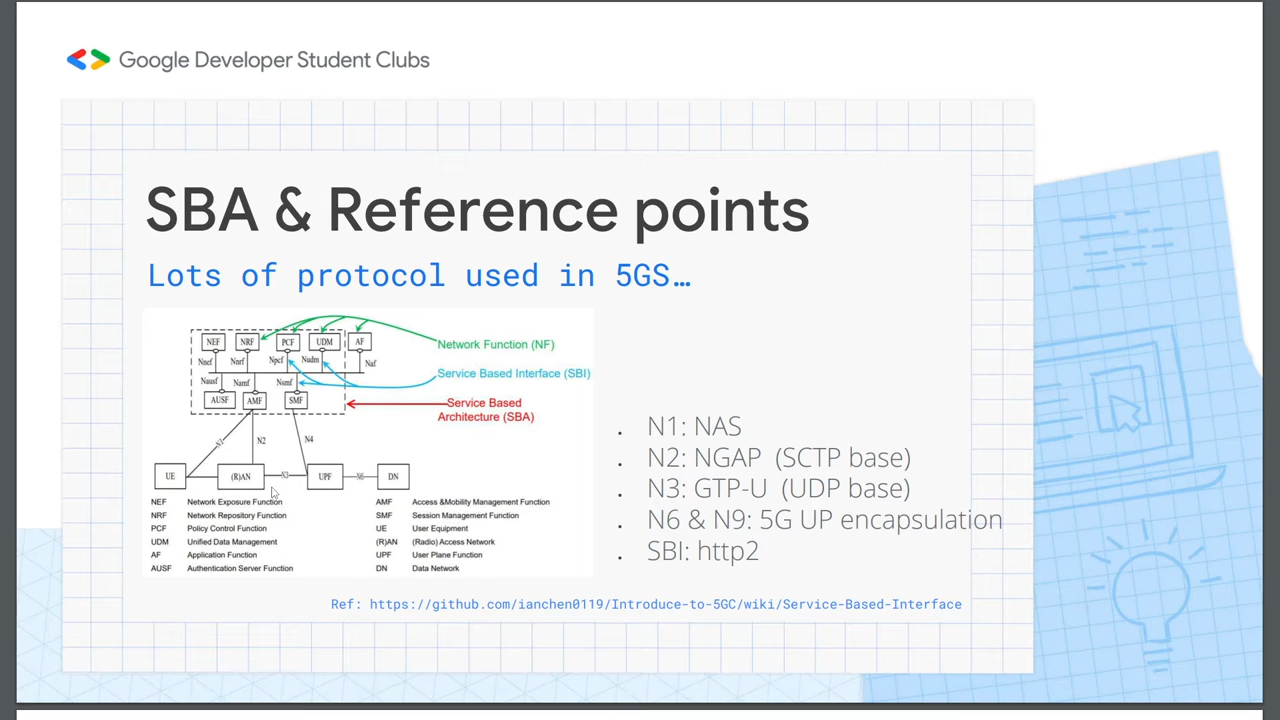 Google Developer Student Clubs
SBA & Reference points
Lots of protocol used in 5GS…
NEF NRF PCF UDM AF
Network Function (NF)
Nnef Nnrf Npcf Nudm Naf
Service Based Interface (SBI)
Nausf Namf Nsmf
AUSF AMF SMF
Service Based
Architecture (SBA)
N1 N2 N4
UE (R)AN N3 UPF N6 DN
NEF Network Exposure Function
NRF Network Repository Function
PCF Policy Control Function
UDM Unified Data Management
AF Application Function
AUSF Authentication Server Function
AMF Access &Mobility Management Function
SMF Session Management Function
UE User Equipment
(R)AN (Radio) Access Network
UPF User Plane Function
DN Data Network
. N1: NAS
. N2: NGAP (SCTP base)
. N3: GTP-U (UDP base)
. N6 & N9: 5G UP encapsulation
. SBI: http2
Ref: https://github.com/ianchen0119/Introduce-to-5GC/wiki/Service-Based-Interface